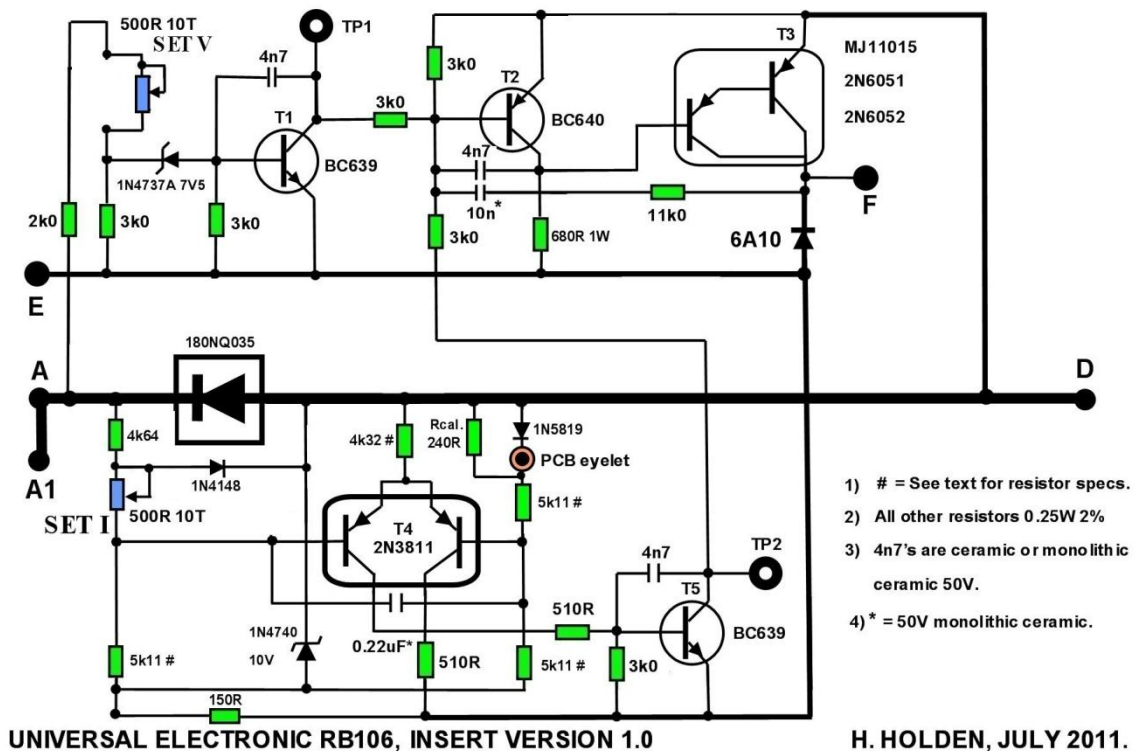 500R 10T
SET V
TP1
4n7
3k0
T1
3k0
T2
BC639
BC640
T3
MJ11015
2N6051
2N6052
1N4737A 7V5
4n7
10n*
11k0
F
2k0
3k0
3k0
3k0
680R 1W
6A10
E
180NQ035
A
D
4k64
4k32 #
Rcal.
240R
1N5819
PCB eyelet
A1
1N4148
SET I
500R 10T
T4
2N3811
5k11 #
4n7
TP2
T5
BC639
510R
1N4740
10V
0.22uF*
5k11 #
510R
5k11 #
3k0
150R
1) # = See text for resistor specs.
2) All other resistors 0.25W 2%
3) 4n7's are ceramic or monolithic
ceramic 50V.
4) * = 50V monolithic ceramic.
UNIVERSAL ELECTRONIC RB106, INSERT VERSION 1.0
H. HOLDEN, JULY 2011.